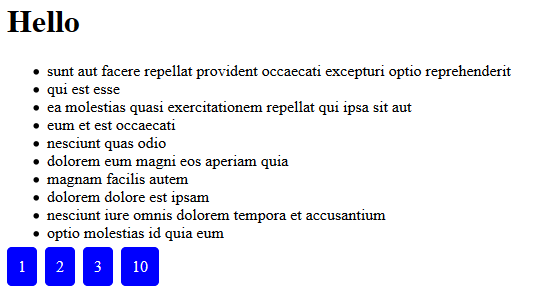 Hello
sunt aut facere repellat provident occaecati excepturi optio reprehenderit
qui est esse
ea molestias quasi exercitationem repellat qui ipsa sit aut
eum et est occaecati
nesciunt quas odio
dolorem eum magni eos aperiam quia
magnam facilis autem
dolorem dolore est ipsam
nesciunt iure omnis dolorem tempora et accusantium
optio molestias id quia eum
1 2 3 10